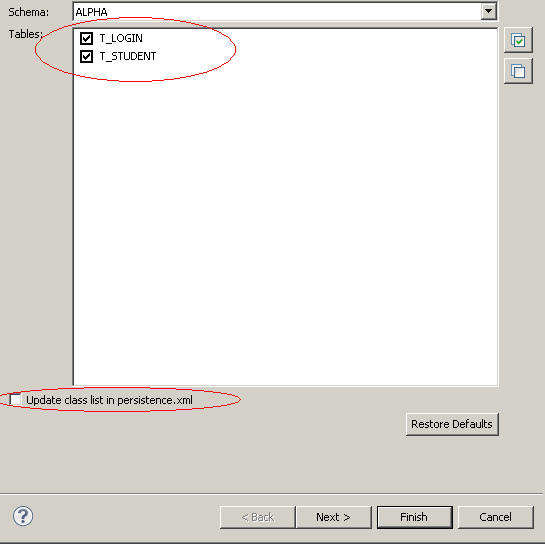 Schema: ALPHA
Tables:
T_LOGIN
T_STUDENT
Update class list in persistence.xml
Restore Defaults
? < Back Next > Finish Cancel